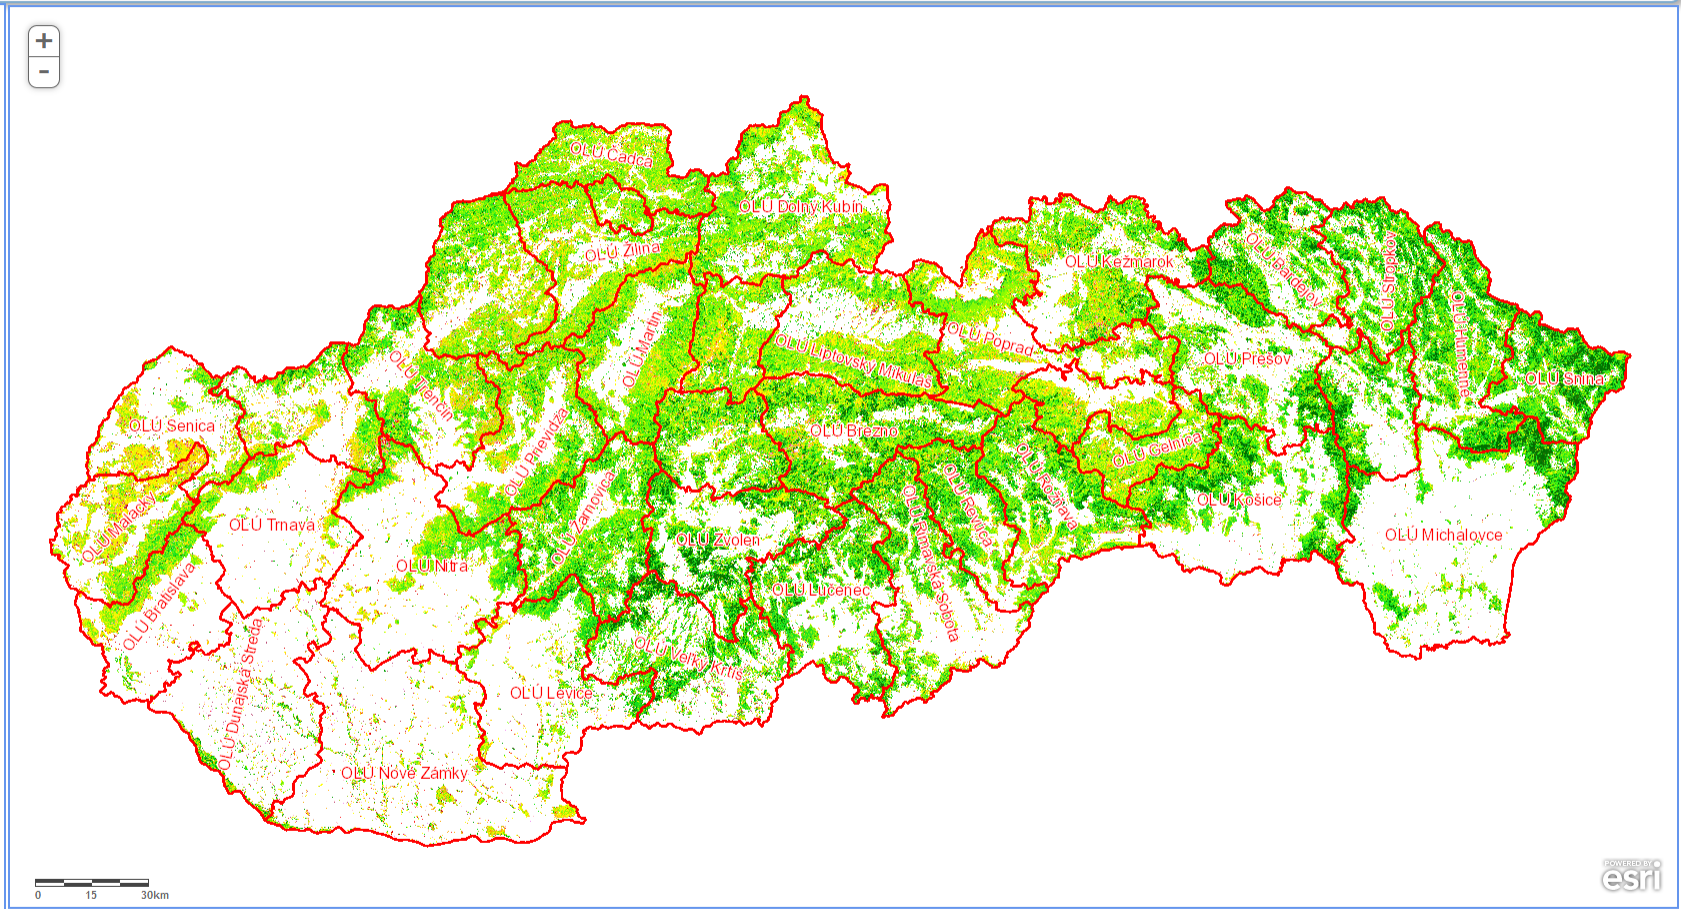 +
-
OLÚ Čadca
OLÚ Dolný Kubín
OLÚ Žilina
OLÚ Kežmarok
OLÚ Bardejov
OLÚ Stropkov
OLÚ Humenné
OLÚ Snina
OLÚ Martin
OLÚ Poprad
OLÚ Liptovský Mikuláš
OLÚ Prešov
OLÚ Trenčín
OLÚ Senica
OLÚ Prievidza
OLÚ Brezno
OLÚ Gelnica
OLÚ Rožňava
OLÚ Revúca
OLÚ Rimavská Sobota
OLÚ Košice
OLÚ Michalovce
OLÚ Malacky
OLÚ Trnava
OLÚ Nitra
OLÚ Žarnovica
OLÚ Zvolen
OLÚ Lučenec
OLÚ Bratislava
OLÚ Dunajská Streda
OLÚ Veľký Krtíš
OLÚ Levice
OLÚ Nové Zámky
0 15 30km
POWERED BY
esri